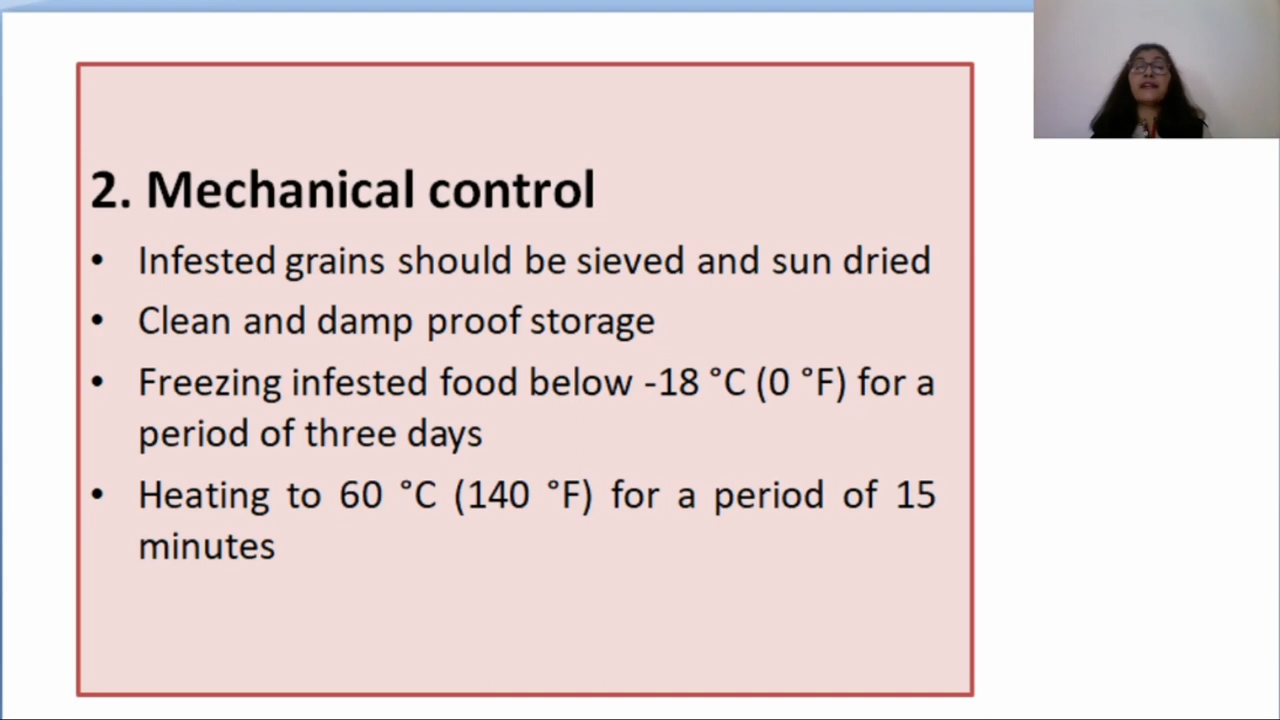 2. Mechanical control
• Infested grains should be sieved and sun dried
• Clean and damp proof storage
• Freezing infested food below -18 °C (0 °F) for a
period of three days
• Heating to 60 °C (140 °F) for a period of 15
minutes